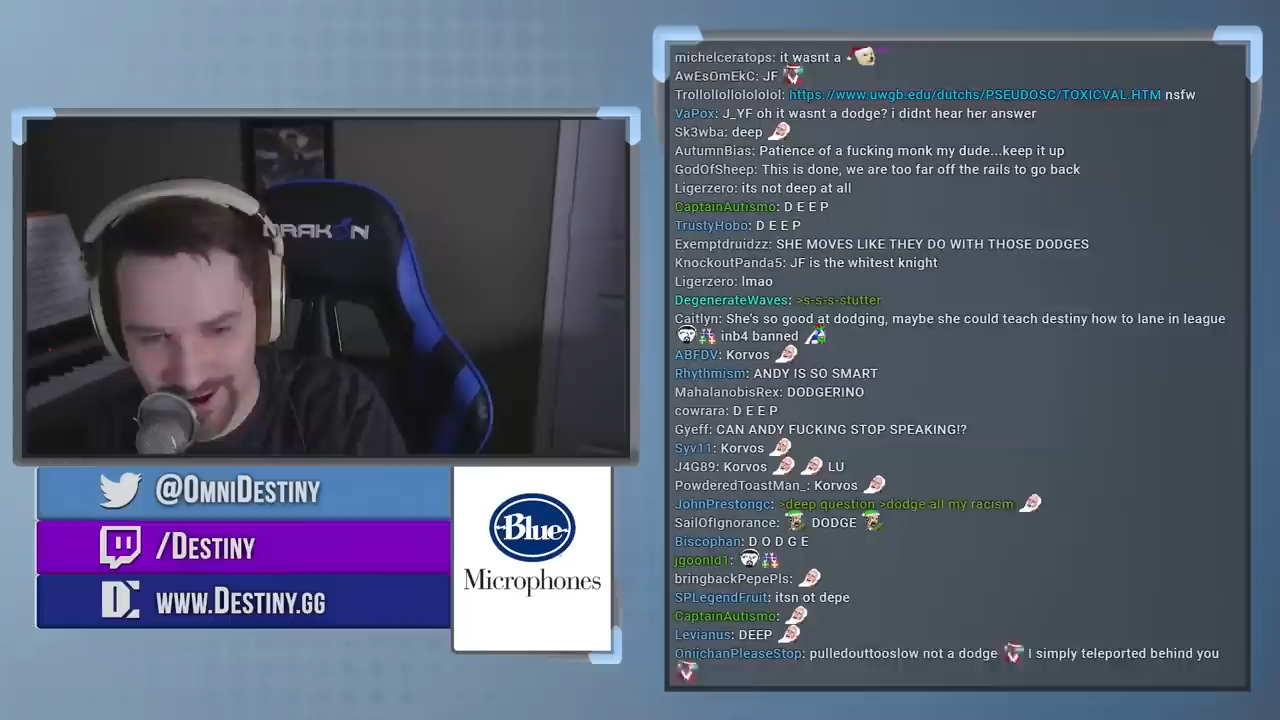 DRAKON
@OMNIDESTINY
/DESTINY
WWW.DESTINY.GG
Blue
Microphones
michelceratops: it wasnt a
AwEsOmEkC: JF
Trollollollolololol: https://www.uwgb.edu/dutchs/PSEUDOSC/TOXICVAL.HTM nsfw
VaPox: J_YF oh it wasnt a dodge? i didnt hear her answer
Sk3wba: deep
AutumnBias: Patience of a fucking monk my dude...keep it up
GodOfSheep: This is done, we are too far off the rails to go back
Ligerzero: its not deep at all
CaptainAutismo: D E E P
TrustyHobo: D E E P
Exemptdruidzz: SHE MOVES LIKE THEY DO WITH THOSE DODGES
KnockoutPanda5: JF is the whitest knight
Ligerzero: lmao
DegenerateWaves: >s-s-s-stutter
Caitlyn: She's so good at dodging, maybe she could teach destiny how to lane in league
inb4 banned
ABFDV: Korvos
Rhythmism: ANDY IS SO SMART
MahalanobisRex: DODGERINO
cowrara: D E E P
Gyeff: CAN ANDY FUCKING STOP SPEAKING!?
Syv11: Korvos
J4G89: Korvos LU
PowderedToastMan_: Korvos
JohnPrestongc: >deep question >dodge all my racism
SailOfIgnorance: DODGE
Biscophan: D O D G E
jgoonld1:
bringbackPepePls:
SPLegendFruit: itsn ot depe
CaptainAutismo:
Levianus: DEEP
OniichanPleaseStop: pulledouttooslow not a dodge I simply teleported behind you